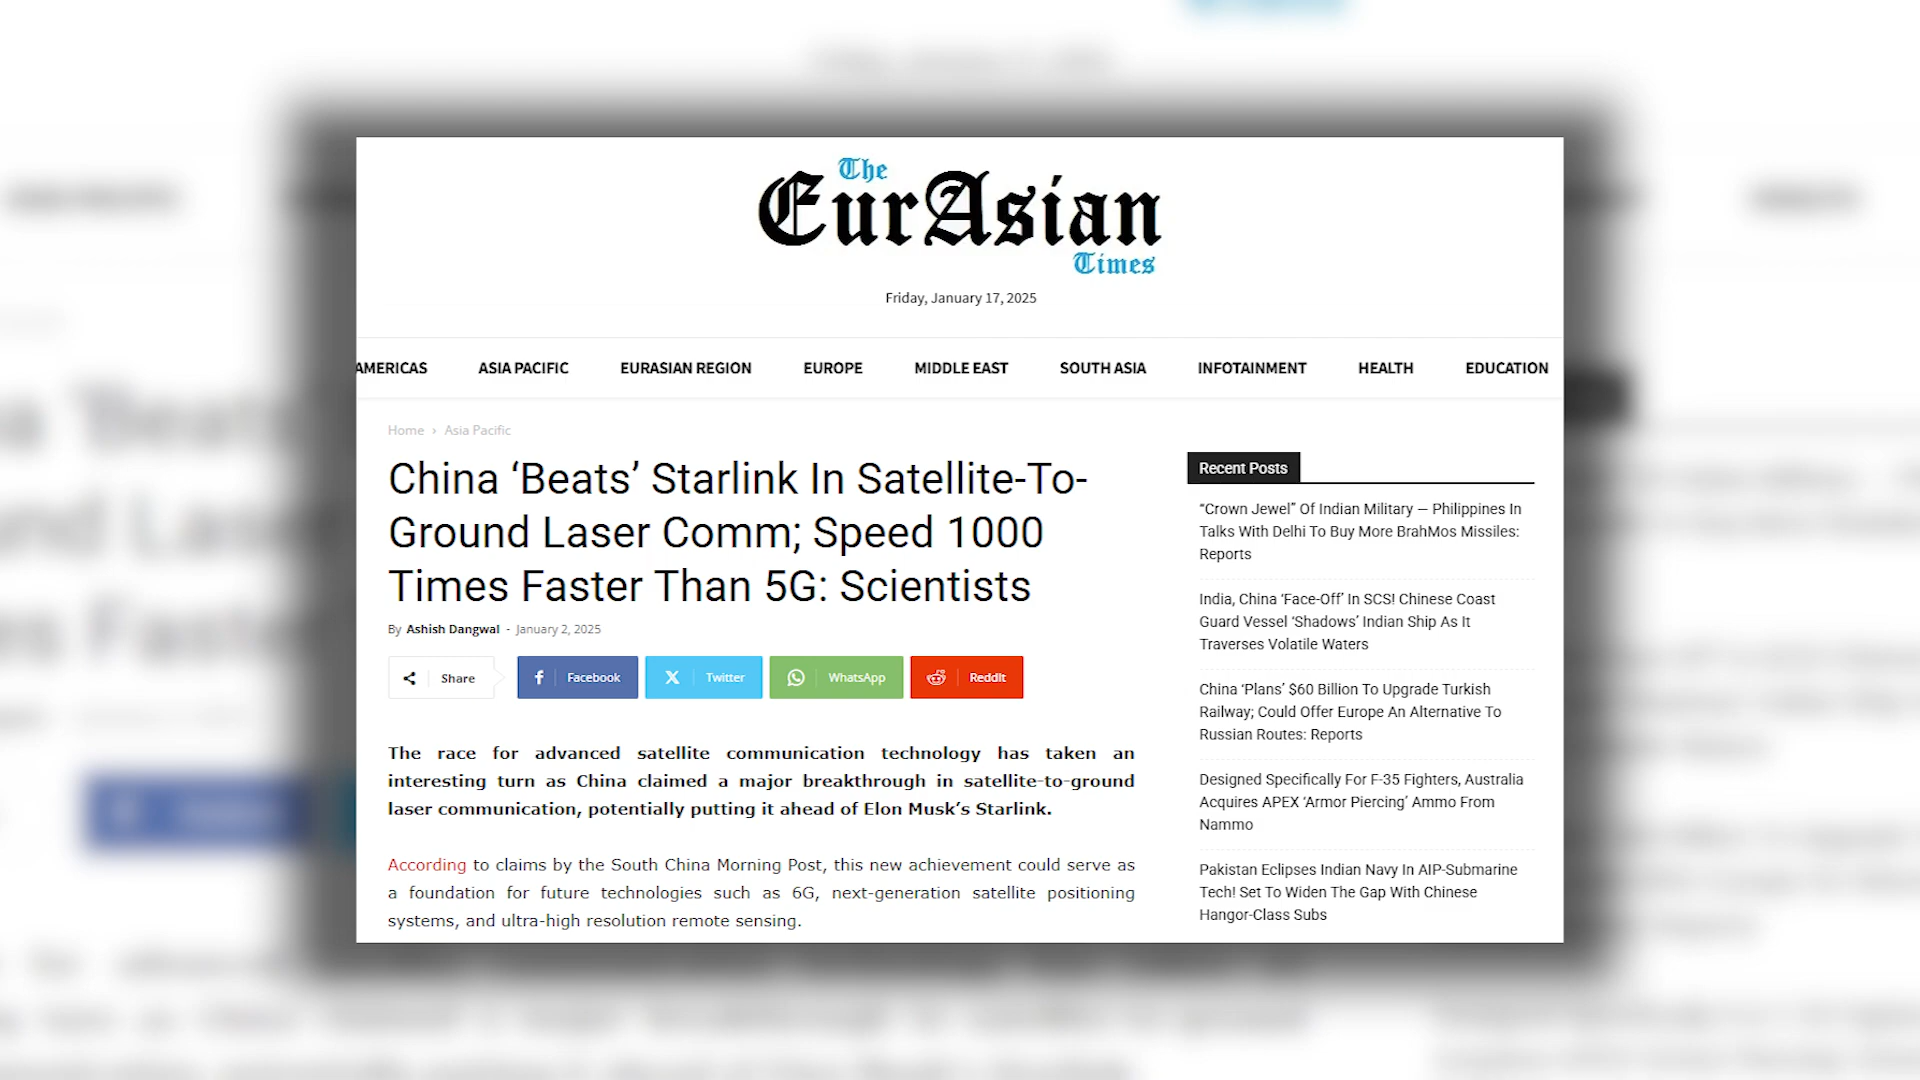 The
EurAsian
Times
Friday, January 17, 2025
AMERICAS ASIA PACIFIC EURASIAN REGION EUROPE MIDDLE EAST SOUTH ASIA INFOTAINMENT HEALTH EDUCATION
Home › Asia Pacific
China ‘Beats’ Starlink In Satellite-To-
Ground Laser Comm; Speed 1000
Times Faster Than 5G: Scientists
By Ashish Dangwal - January 2, 2025
Share Facebook Twitter WhatsApp ReddIt
The race for advanced satellite communication technology has taken an
interesting turn as China claimed a major breakthrough in satellite-to-ground
laser communication, potentially putting it ahead of Elon Musk’s Starlink.
According to claims by the South China Morning Post, this new achievement could serve as
a foundation for future technologies such as 6G, next-generation satellite positioning
systems, and ultra-high resolution remote sensing.
Recent Posts
“Crown Jewel” Of Indian Military — Philippines In
Talks With Delhi To Buy More BrahMos Missiles:
Reports
India, China ‘Face-Off’ In SCS! Chinese Coast
Guard Vessel ‘Shadows’ Indian Ship As It
Traverses Volatile Waters
China ‘Plans’ $60 Billion To Upgrade Turkish
Railway; Could Offer Europe An Alternative To
Russian Routes: Reports
Designed Specifically For F-35 Fighters, Australia
Acquires APEX ‘Armor Piercing’ Ammo From
Nammo
Pakistan Eclipses Indian Navy In AIP-Submarine
Tech! Set To Widen The Gap With Chinese
Hangor-Class Subs